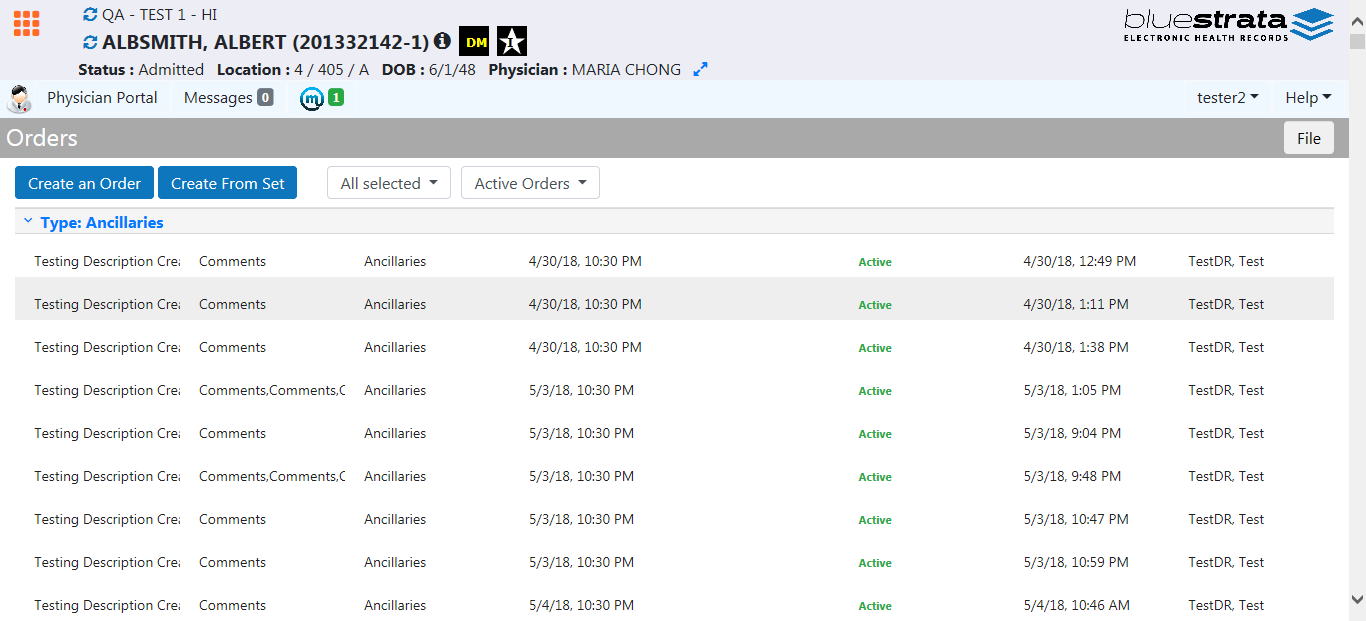 QA - TEST 1 - HI
ALBSMITH, ALBERT (201332142-1) DM 1
Status : Admitted Location : 4 / 405 / A DOB : 6/1/48 Physician : MARIA CHONG
bluestrata
ELECTRONIC HEALTH RECORDS
Physician Portal Messages 0 m 1 tester2 Help
Orders File
Create an Order Create From Set All selected Active Orders
Type: Ancillaries
Testing Description Crea Comments Ancillaries 4/30/18, 10:30 PM Active 4/30/18, 12:49 PM TestDR, Test
Testing Description Crea Comments Ancillaries 4/30/18, 10:30 PM Active 4/30/18, 1:11 PM TestDR, Test
Testing Description Crea Comments Ancillaries 4/30/18, 10:30 PM Active 4/30/18, 1:38 PM TestDR, Test
Testing Description Crea Comments,Comments,C Ancillaries 5/3/18, 10:30 PM Active 5/3/18, 1:05 PM TestDR, Test
Testing Description Crea Comments Ancillaries 5/3/18, 10:30 PM Active 5/3/18, 9:04 PM TestDR, Test
Testing Description Crea Comments,Comments,C Ancillaries 5/3/18, 10:30 PM Active 5/3/18, 9:48 PM TestDR, Test
Testing Description Crea Comments Ancillaries 5/3/18, 10:30 PM Active 5/3/18, 10:47 PM TestDR, Test
Testing Description Crea Comments Ancillaries 5/3/18, 10:30 PM Active 5/3/18, 10:59 PM TestDR, Test
Testing Description Crea Comments Ancillaries 5/4/18, 10:30 PM Active 5/4/18, 10:46 AM TestDR, Test